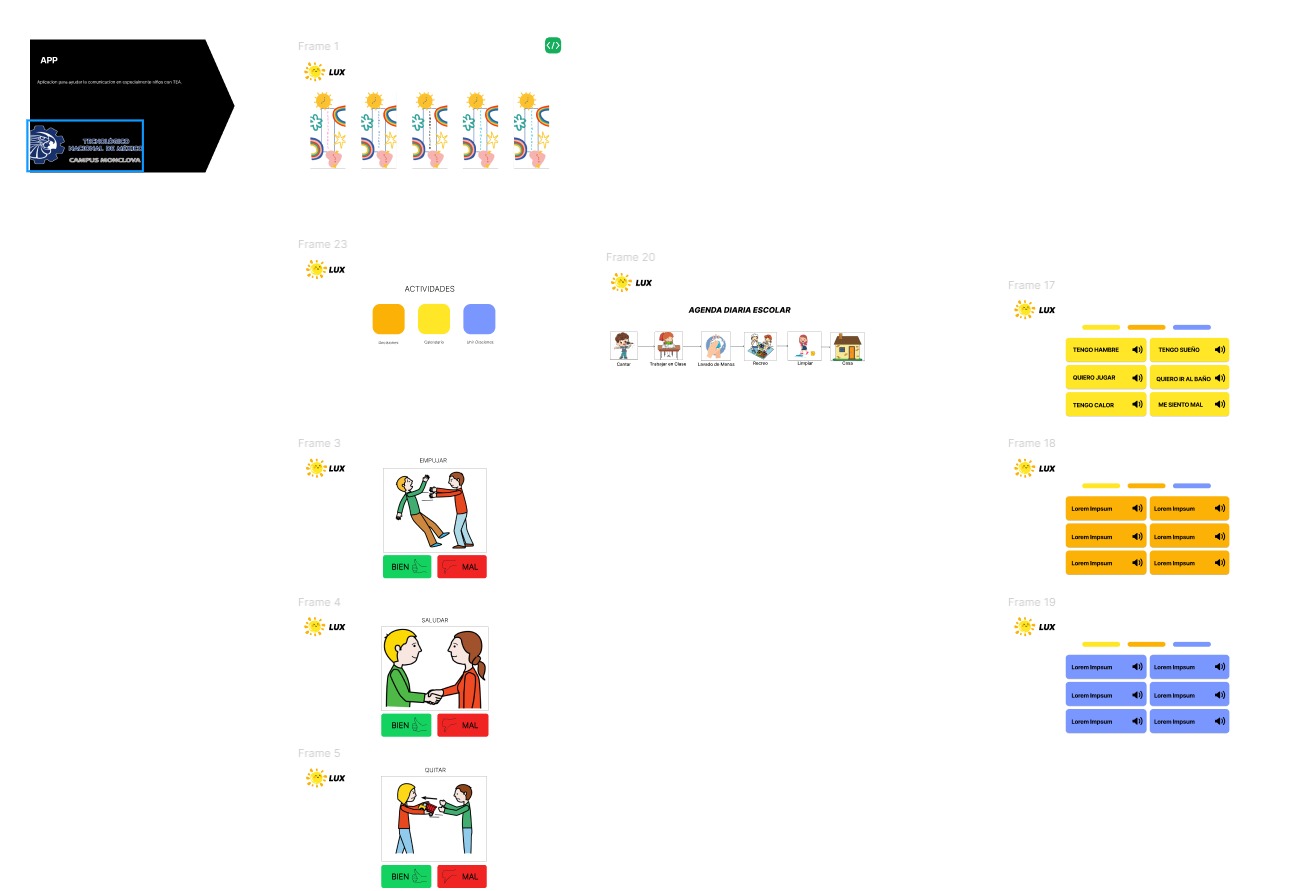 APP
Aplicacion para ayudar la comunicacion en especialmente niños con TEA.
TECNOLÓGICO
NACIONAL DE MÉXICO
CAMPUS MONCLOVA
Frame 1
</>
LUX
Frame 23
LUX
ACTIVIDADES
Calendario
Frame 20
LUX
AGENDA DIARIA ESCOLAR
Cantar
Trabajar en Clase
Lavado de Manos
Recreo
Limpiar
Casa
Frame 17
LUX
TENGO HAMBRE
TENGO SUEÑO
QUIERO JUGAR
QUIERO IR AL BAÑO
TENGO CALOR
ME SIENTO MAL
Frame 3
LUX
EMPUJAR
BIEN
MAL
Frame 18
LUX
Lorem Impsum
Lorem Impsum
Lorem Impsum
Lorem Impsum
Lorem Impsum
Lorem Impsum
Frame 4
LUX
SALUDAR
BIEN
MAL
Frame 19
LUX
Lorem Impsum
Lorem Impsum
Lorem Impsum
Lorem Impsum
Lorem Impsum
Lorem Impsum
Frame 5
LUX
QUITAR
BIEN
MAL